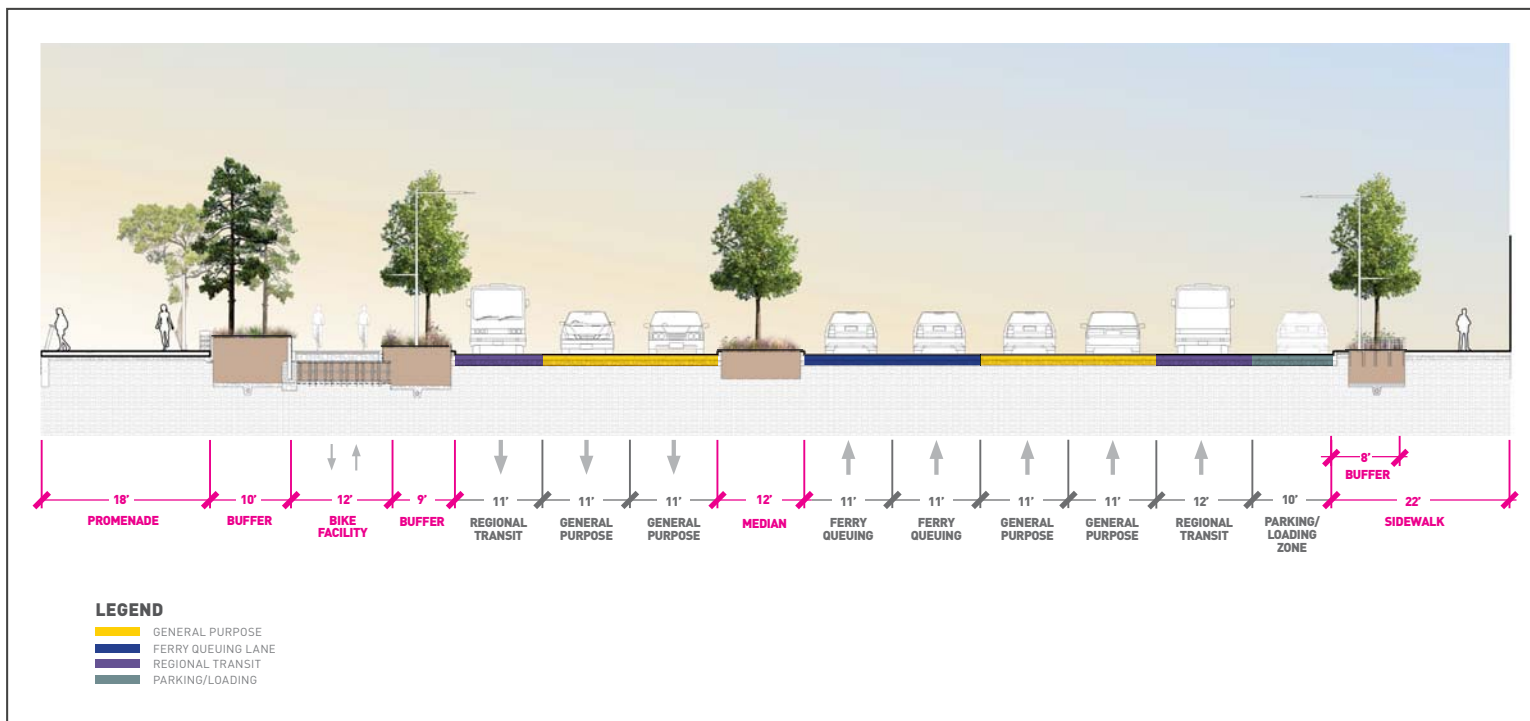 8'
BUFFER
18'
10'
12'
9'
11'
11'
11'
12'
11'
11'
11'
11'
12'
10'
22'
PROMENADE
BUFFER
BIKE
FACILITY
BUFFER
REGIONAL
TRANSIT
GENERAL
PURPOSE
GENERAL
PURPOSE
MEDIAN
FERRY
QUEUING
FERRY
QUEUING
GENERAL
PURPOSE
GENERAL
PURPOSE
REGIONAL
TRANSIT
PARKING/
LOADING
ZONE
SIDEWALK
LEGEND
GENERAL PURPOSE
FERRY QUEUING LANE
REGIONAL TRANSIT
PARKING/LOADING